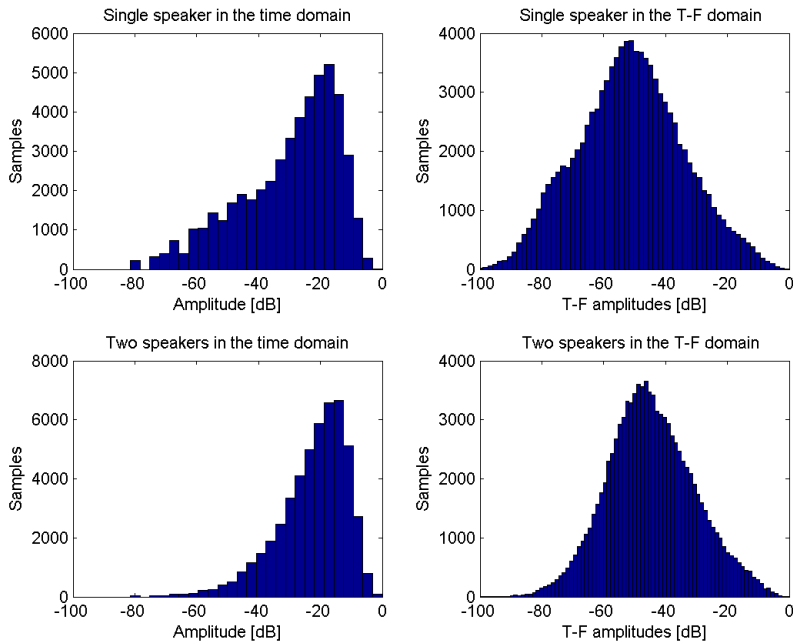 Single speaker in the time domain
6000
5000
4000
3000
2000
1000
0
Samples
-100 -80 -60 -40 -20 0
Amplitude [dB]
Single speaker in the T-F domain
4000
3000
2000
1000
0
Samples
-100 -80 -60 -40 -20 0
T-F amplitudes [dB]
Two speakers in the time domain
8000
6000
4000
2000
0
Samples
-100 -80 -60 -40 -20 0
Amplitude [dB]
Two speakers in the T-F domain
4000
3000
2000
1000
0
Samples
-100 -80 -60 -40 -20 0
T-F amplitudes [dB]